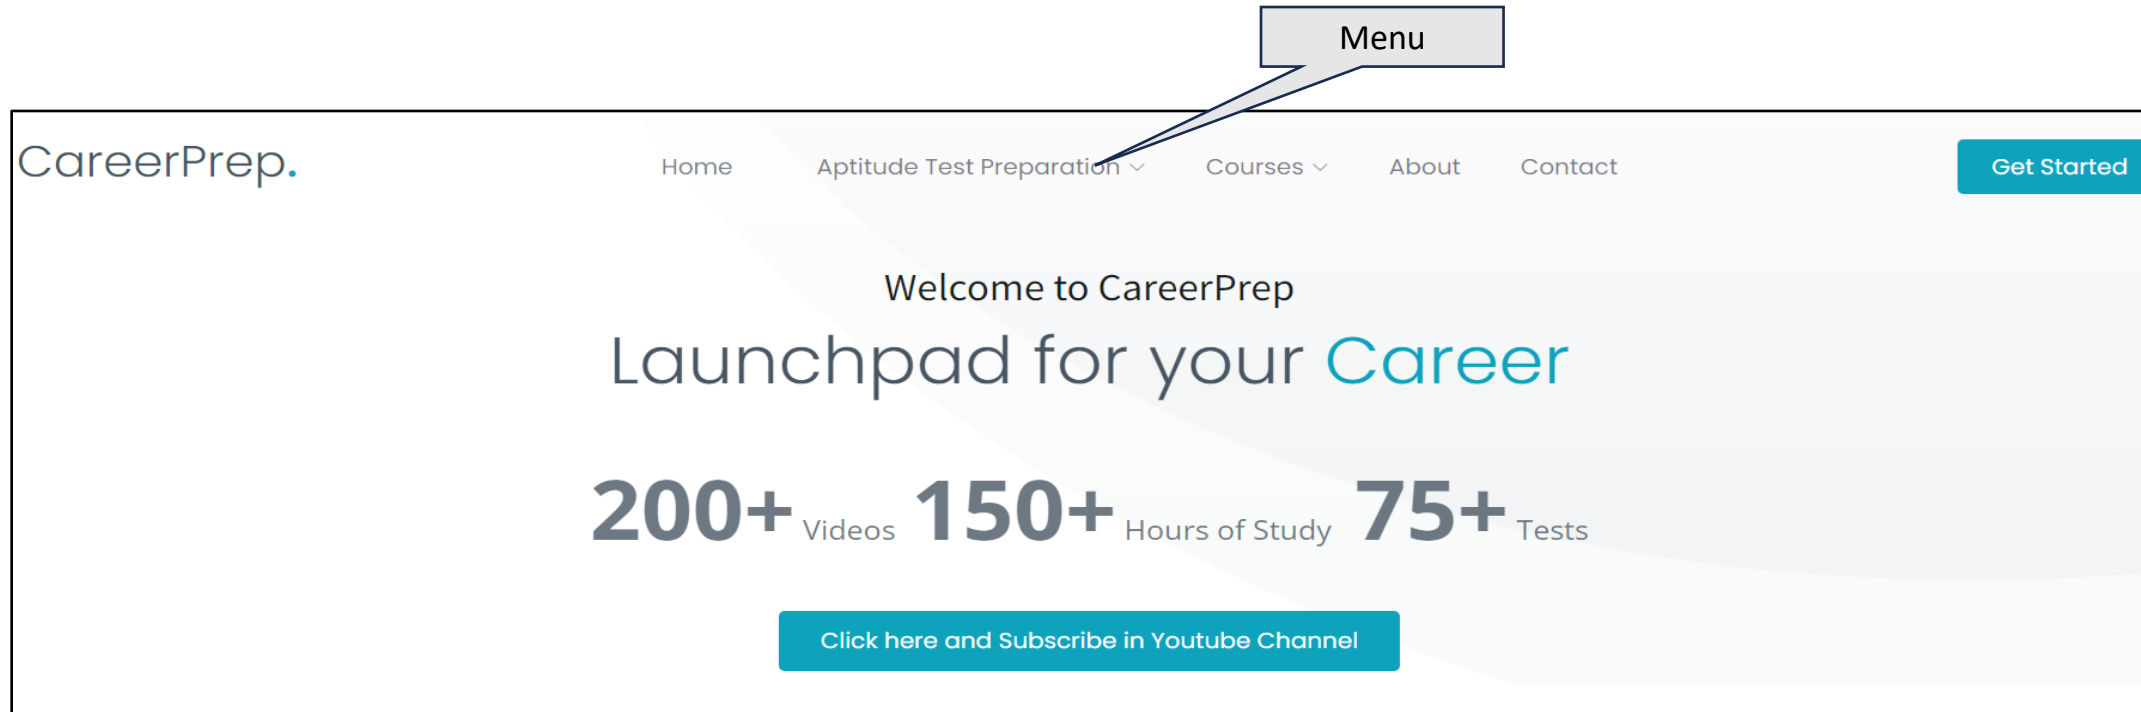 Menu
CareerPrep.
Home Aptitude Test Preparation Courses About Contact Get Started
Welcome to CareerPrep
Launchpad for your Career
200+ Videos 150+ Hours of Study 75+ Tests
Click here and Subscribe in Youtube Channel